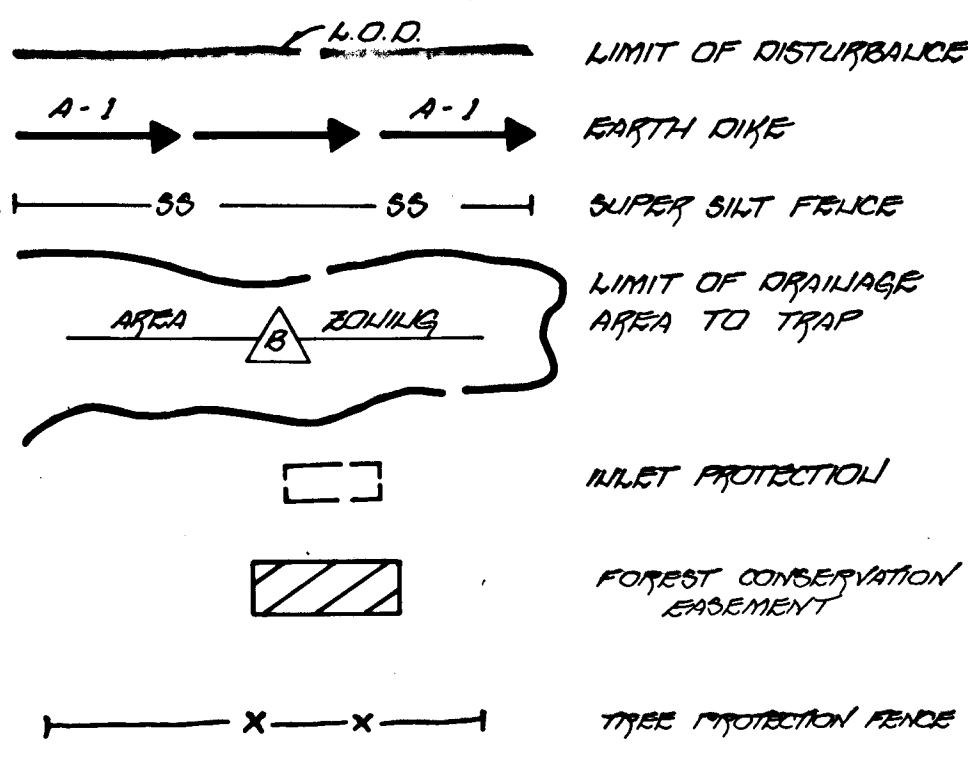 L.O.D.
LIMIT OF DISTURBANCE
A-1 A-1
EARTH DIKE
SS SS
SUPER SILT FENCE
LIMIT OF DRAINAGE
AREA TO TRAP
AREA B ZONING
INLET PROTECTION
FOREST CONSERVATION
EASEMENT
X X
TREE PROTECTION FENCE